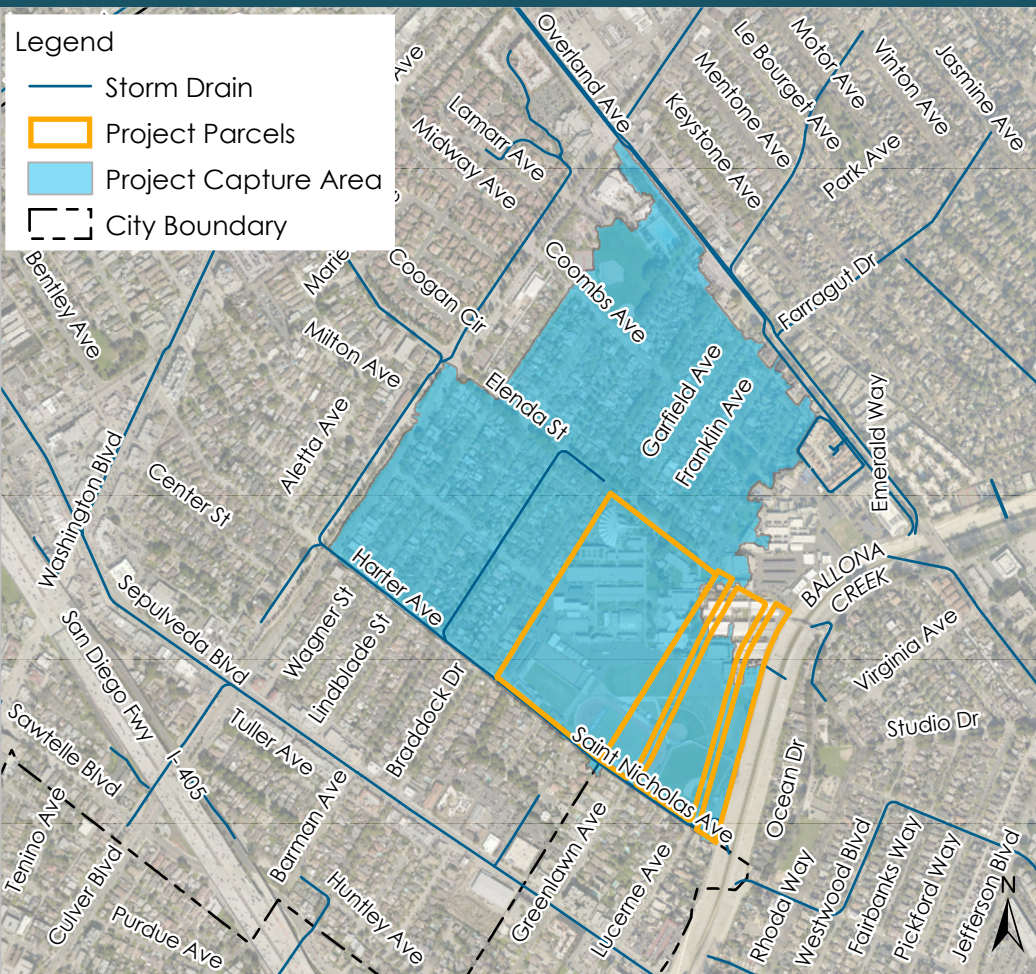 Legend
Storm Drain
Project Parcels
Project Capture Area
City Boundary
Ave
Overland Ave
Le Bourget Ave
Motor Ave
Vinton Ave
Jasmine Ave
Mentone Ave
Keystone Ave
Park Ave
Lamarr Ave
Midway Ave
Bentley Ave
Marie
Coogan Cir
Coombs Ave
Farragut Dr
Milton Ave
Elenda St
Garfield Ave
Franklin Ave
Emerald Way
Aletta Ave
Center St
Washington Blvd
Harter Ave
BALLONA
CREEK
Sepulveda Blvd
Wagner St
Lindblade St
Braddock Dr
Virginia Ave
San Diego Fwy
I-405
Sawtelle Blvd
Tuller Ave
Saint Nicholas Ave
Studio Dr
Ocean Dr
Tenino Ave
Culver Blvd
Barman Ave
Purdue Ave
Huntley Ave
Greenlawn Ave
Lucerne Ave
Rhoda Way
Westwood Blvd
Fairbanks Way
Pickford Way
Jefferson Blvd
N